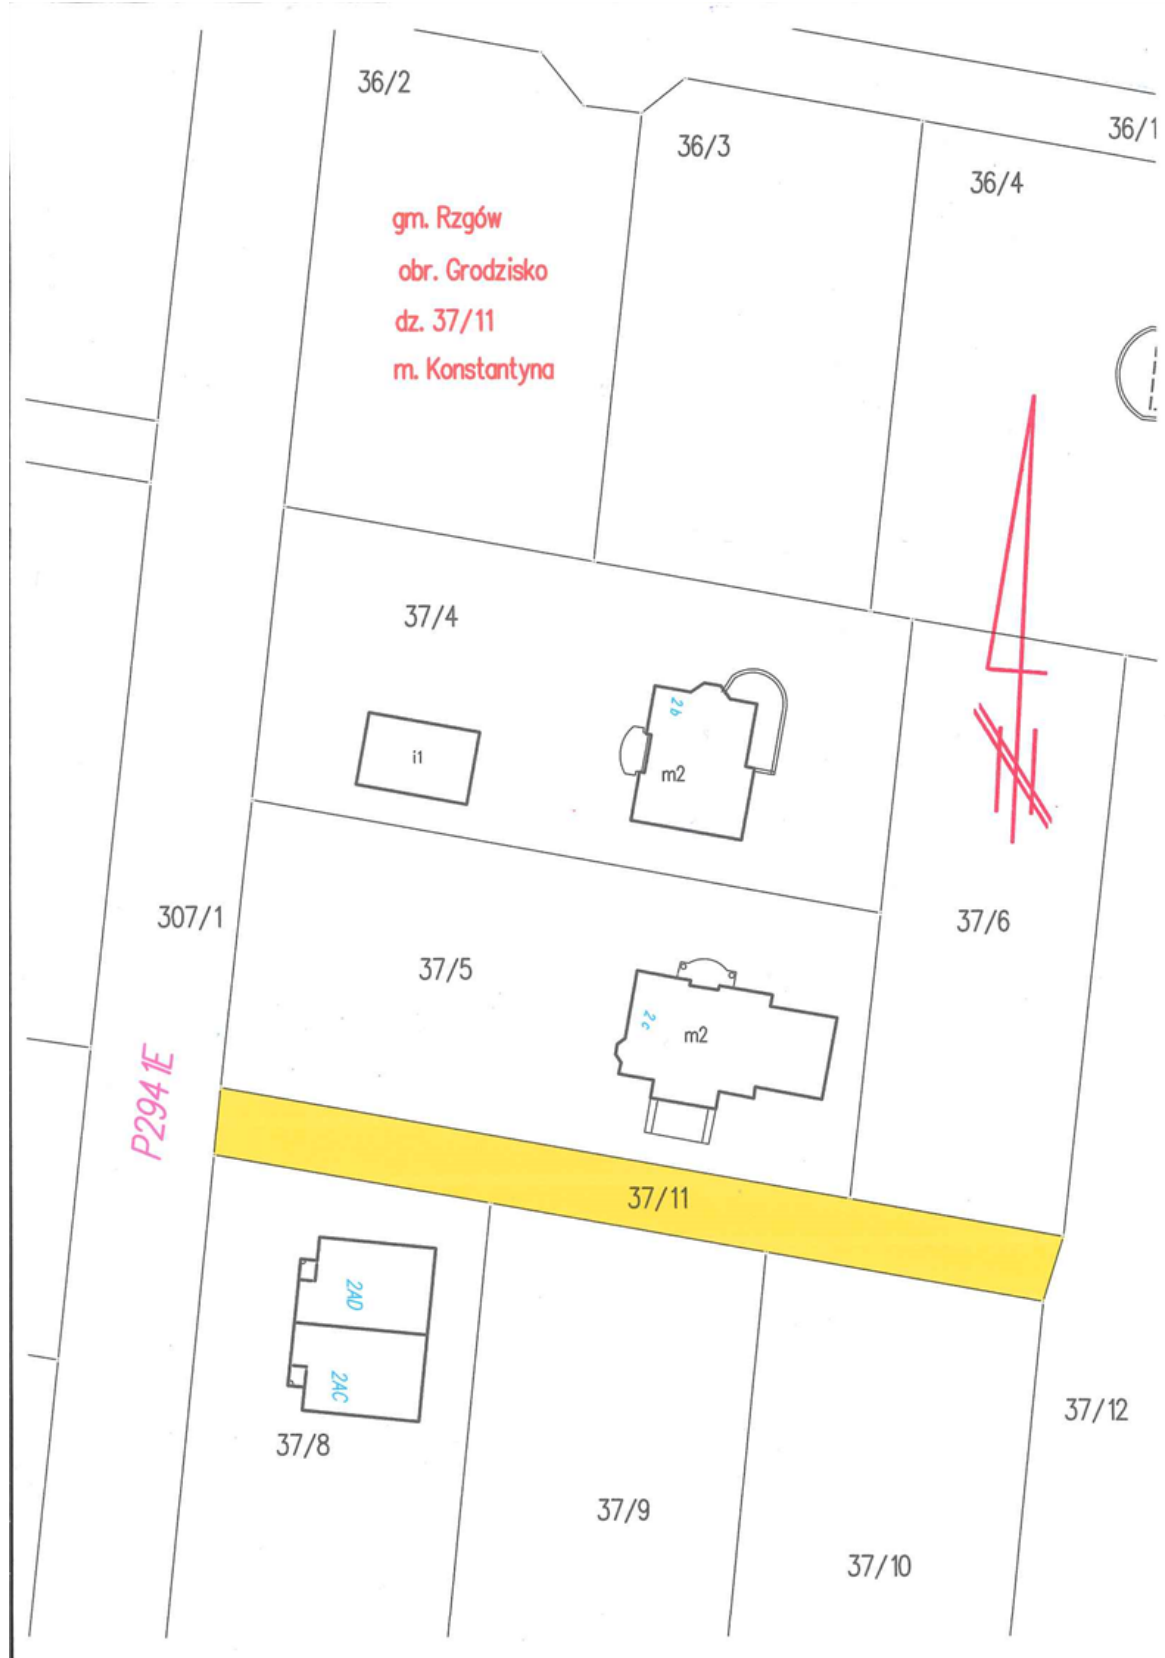 36/2
36/1
36/3
36/4
gm. Rzgów
obr. Grodzisko
dz. 37/11
m. Konstantyna
37/4
2b
i1
m2
307/1
37/6
37/5
2c
m2
P2941E
37/11
2AD
2AC
37/12
37/8
37/9
37/10